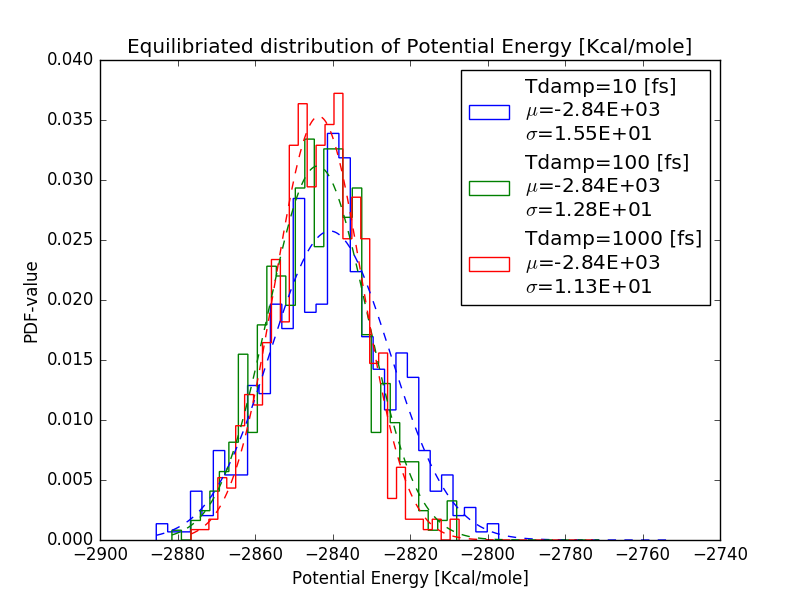 Equilibriated distribution of Potential Energy [Kcal/mole]
0.040
0.035
0.030
0.025
0.020
0.015
0.010
0.005
0.000
PDF-value
Tdamp=10 [fs]
μ=-2.84E+03
σ=1.55E+01
Tdamp=100 [fs]
μ=-2.84E+03
σ=1.28E+01
Tdamp=1000 [fs]
μ=-2.84E+03
σ=1.13E+01
−2900 −2880 −2860 −2840 −2820 −2800 −2780 −2760 −2740
Potential Energy [Kcal/mole]